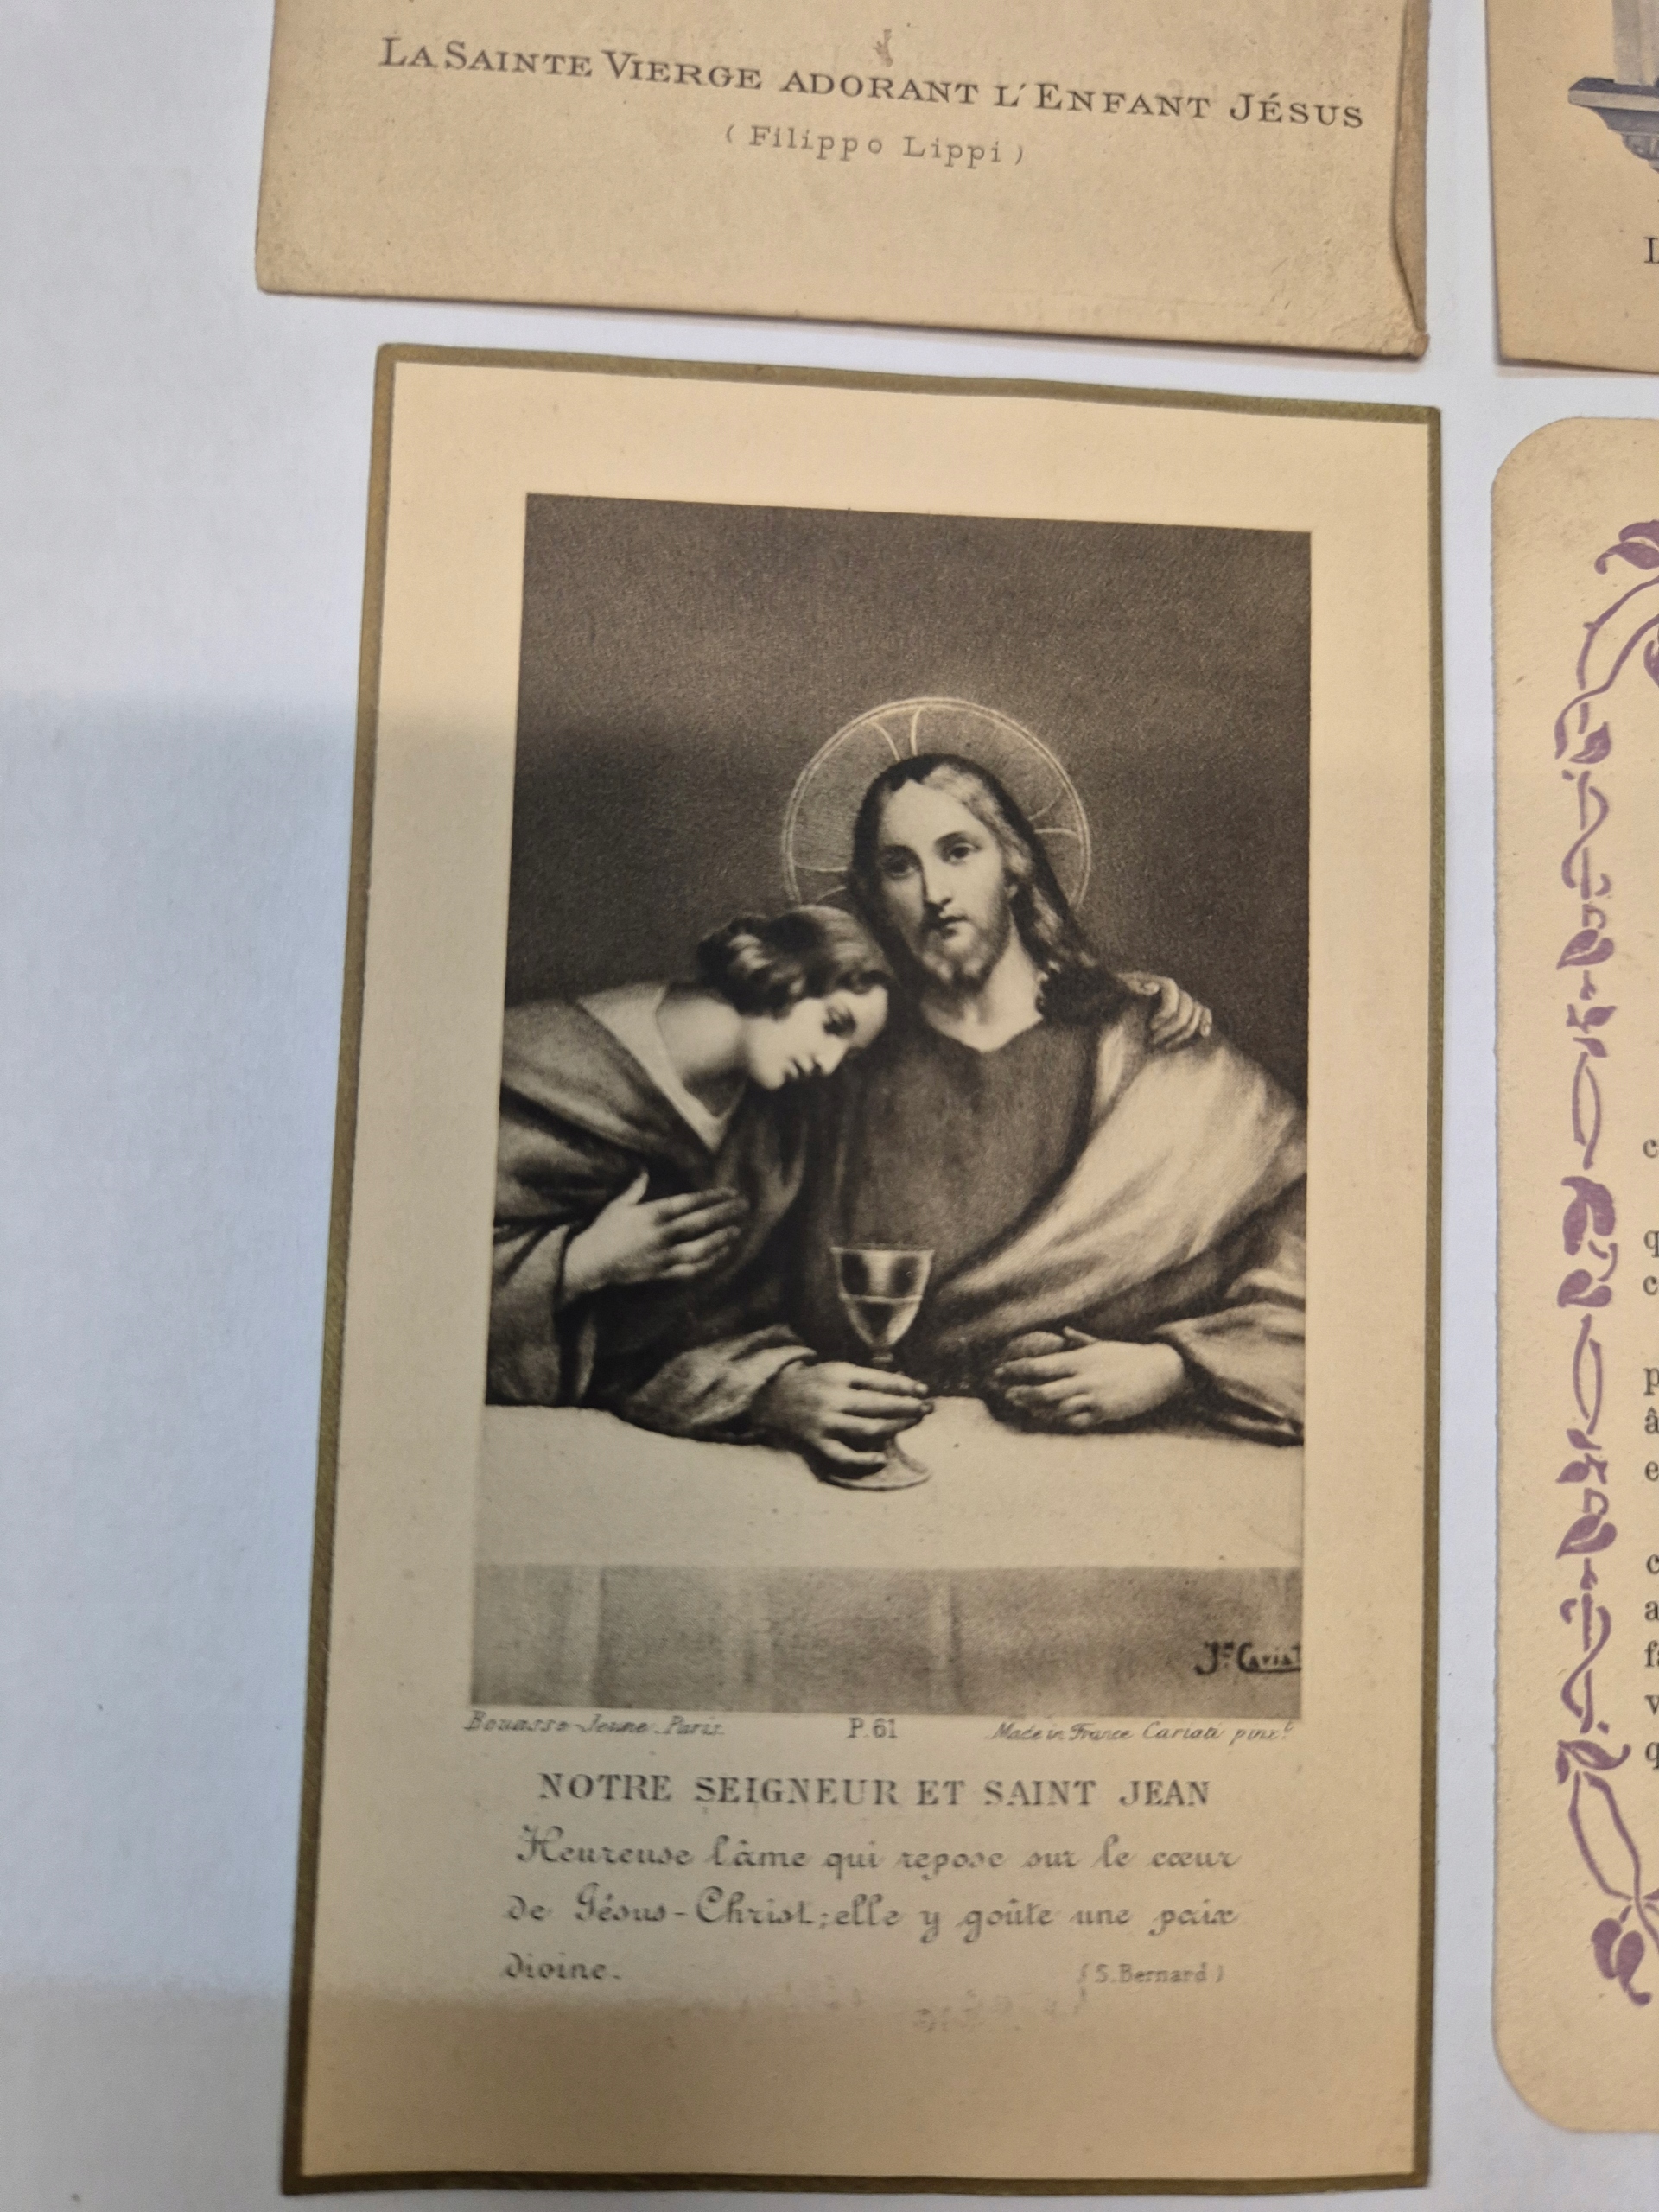 LA SAINTE VIERGE ADORANT L'ENFANT JÉSUS
(Filippo Lippi)
Bouasse-Jeune-Paris. P. 61 Made in France Cariati pinx.t
NOTRE SEIGNEUR ET SAINT JEAN
Heureuse l'âme qui repose sur le cœur
de Jésus-Christ; elle y goûte une paix
divine. (S. Bernard)
c
q
c
p
â
e
c
a
v
q